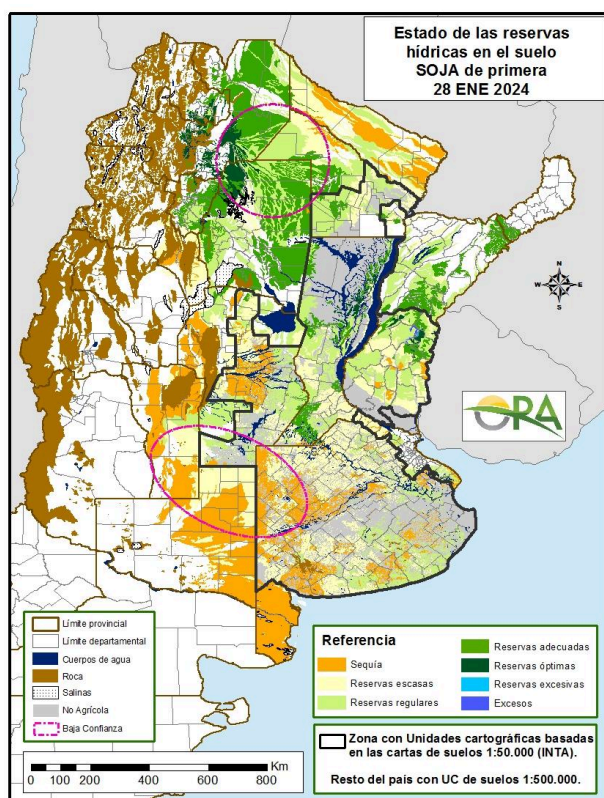 Estado de las reservas
hídricas en el suelo
SOJA de primera
28 ENE 2024
N
W
E
S
ORA
Límite provincial
Límite departamental
Cuerpos de agua
Roca
Salinas
No Agrícola
Baja Confianza
0
100
200
400
600
800
Km
Referencia
Sequía
Reservas escasas
Reservas regulares
Reservas adecuadas
Reservas óptimas
Reservas excesivas
Excesos
Zona con Unidades cartográficas basadas
en las cartas de suelos 1:50.000 (INTA).
Resto del pais con UC de suelos 1:500.000.